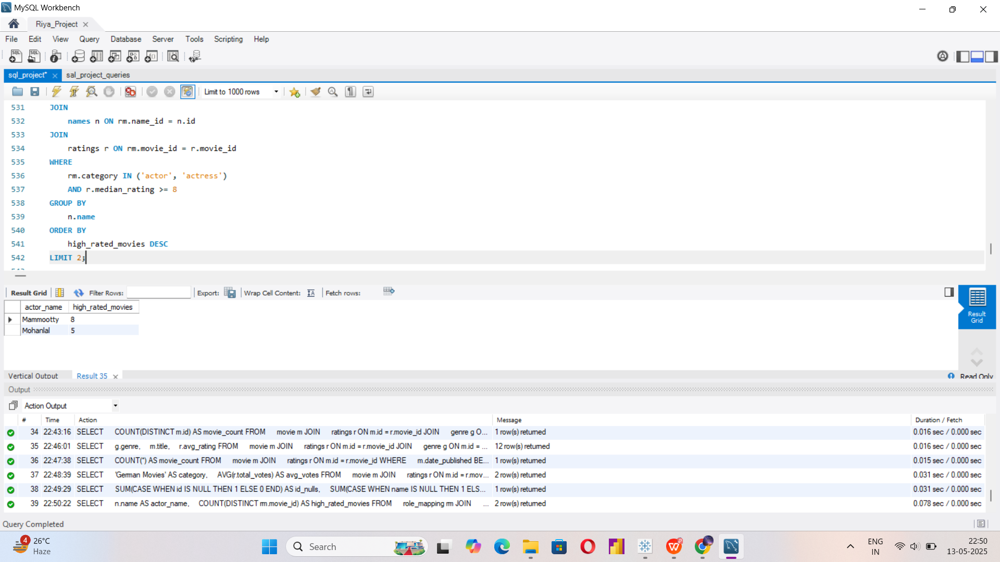 MySQL Workbench
Riya_Project
File Edit View Query Database Server Tools Scripting Help
sql_project* sal_project_queries
Limit to 1000 rows
531 JOIN
532 names n ON rm.name_id = n.id
533 JOIN
534 ratings r ON rm.movie_id = r.movie_id
535 WHERE
536 rm.category IN ('actor', 'actress')
537 AND r.median_rating >= 8
538 GROUP BY
539 n.name
540 ORDER BY
541 high_rated_movies DESC
542 LIMIT 2;
Result Grid Filter Rows: Export: Wrap Cell Content: Fetch rows:
actor_name high_rated_movies
Mammootty 8
Mohanlal 5
Result Grid
Vertical Output Result 35 Read Only
Output
Action Output
# Time Action Message Duration / Fetch
34 22:43:16 SELECT COUNT(DISTINCT m.id) AS movie_count FROM movie m JOIN ratings r ON m.id = r.movie_id JOIN genre g O... 1 row(s) returned 0.016 sec / 0.000 sec
35 22:46:01 SELECT g.genre, m.title, r.avg_rating FROM movie m JOIN ratings r ON m.id = r.movie_id JOIN genre g ON m.id = ... 12 row(s) returned 0.016 sec / 0.000 sec
36 22:47:38 SELECT COUNT(*) AS movie_count FROM movie m JOIN ratings r ON m.id = r.movie_id WHERE m.date_published BE... 1 row(s) returned 0.015 sec / 0.000 sec
37 22:48:39 SELECT 'German Movies' AS category, AVG(r.total_votes) AS avg_votes FROM movie m JOIN ratings r ON m.id = r.mov... 2 row(s) returned 0.031 sec / 0.000 sec
38 22:49:29 SELECT SUM(CASE WHEN id IS NULL THEN 1 ELSE 0 END) AS id_nulls, SUM(CASE WHEN name IS NULL THEN 1 ELS... 1 row(s) returned 0.031 sec / 0.000 sec
39 22:50:22 SELECT n.name AS actor_name, COUNT(DISTINCT rm.movie_id) AS high_rated_movies FROM role_mapping rm JOIN ... 2 row(s) returned 0.078 sec / 0.000 sec
Query Completed
4 26°C
Haze
Search
ENG
IN
22:50
13-05-2025